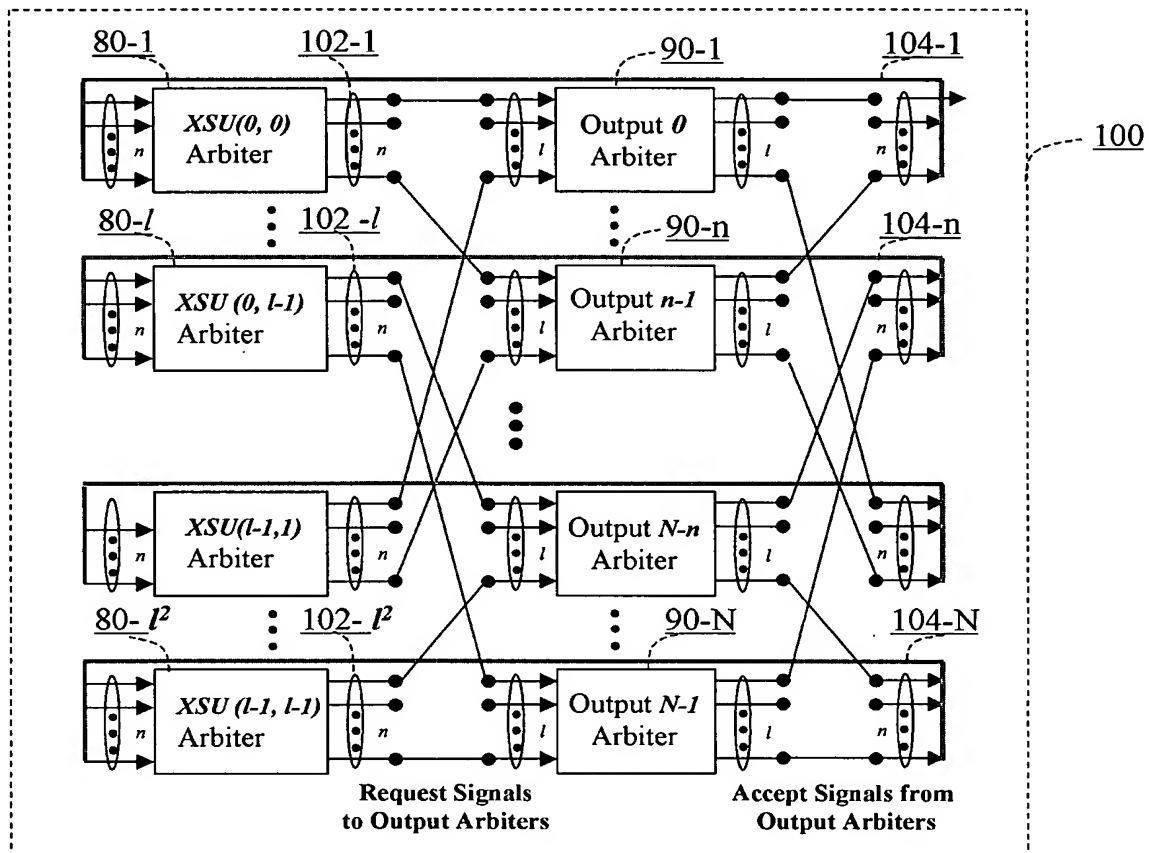 80-1 102-1 90-1 104-1
XSU(0, 0)
Arbiter
Output 0
Arbiter
n n l l n
100
80-l 102 -l 90-n 104-n
XSU (0, l-1)
Arbiter
Output n-1
Arbiter
n n l l n
XSU(l-1,1)
Arbiter
Output N-n
Arbiter
n n l l n
80- l² 102- l² 90-N 104-N
XSU (l-1, l-1)
Arbiter
Output N-1
Arbiter
n n l l n
Request Signals
to Output Arbiters
Accept Signals from
Output Arbiters